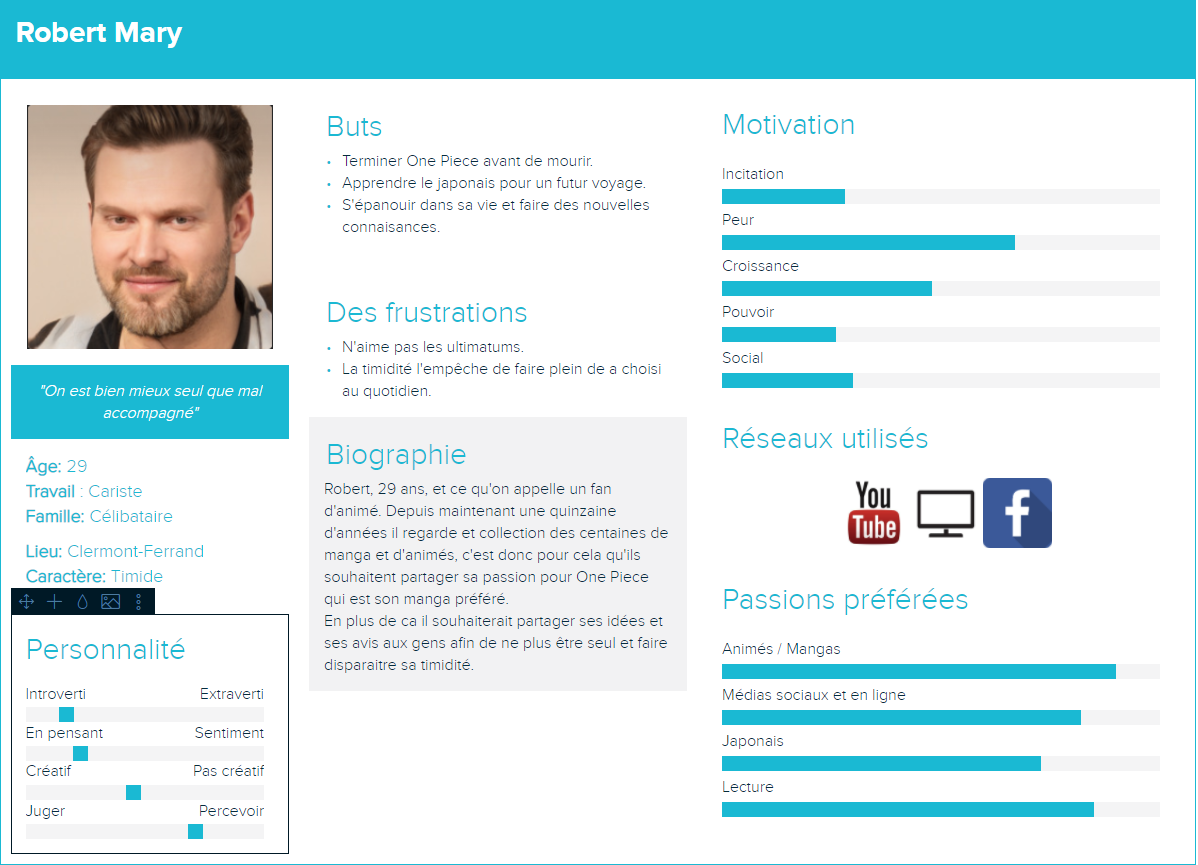 Robert Mary
"On est bien mieux seul que mal
accompagné"
Âge: 29
Travail : Cariste
Famille: Célibataire
Lieu: Clermont-Ferrand
Caractère: Timide
Personnalité
Introverti Extraverti
En pensant Sentiment
Créatif Pas créatif
Juger Percevoir
Buts
• Terminer One Piece avant de mourir.
• Apprendre le japonais pour un futur voyage.
• S'épanouir dans sa vie et faire des nouvelles
connaisances.
Des frustrations
• N'aime pas les ultimatums.
• La timidité l'empêche de faire plein de a choisi
au quotidien.
Biographie
Robert, 29 ans, et ce qu'on appelle un fan
d'animé. Depuis maintenant une quinzaine
d'années il regarde et collection des centaines de
manga et d'animés, c'est donc pour cela qu'ils
souhaitent partager sa passion pour One Piece
qui est son manga préféré.
En plus de ca il souhaiterait partager ses idées et
ses avis aux gens afin de ne plus être seul et faire
disparaitre sa timidité.
Motivation
Incitation
Peur
Croissance
Pouvoir
Social
Réseaux utilisés
You
Tube
f
Passions préférées
Animés / Mangas
Médias sociaux et en ligne
Japonais
Lecture